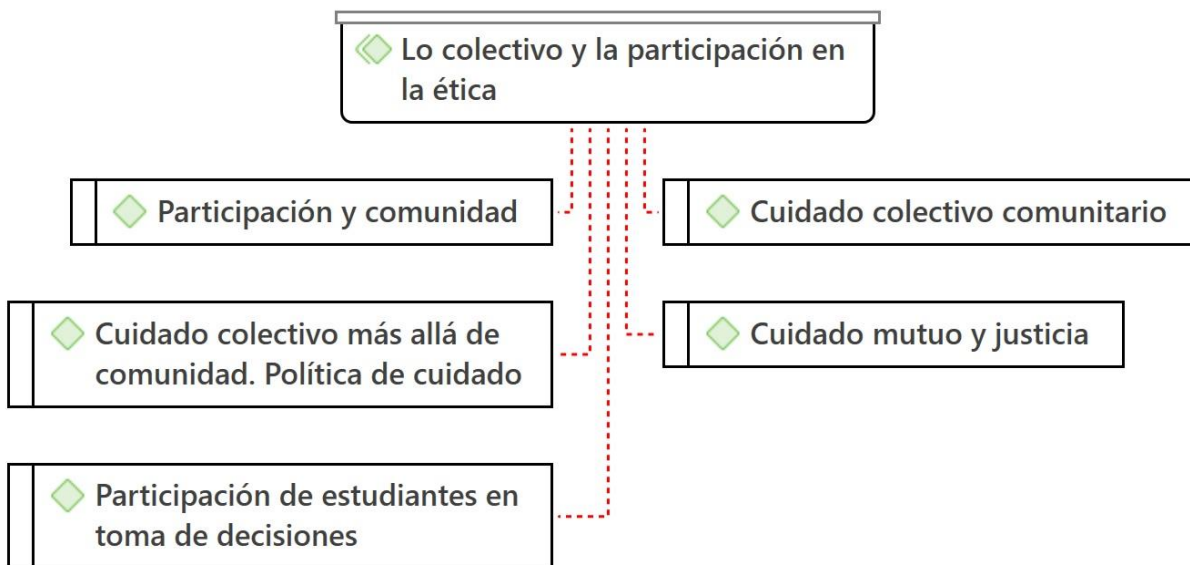 Lo colectivo y la participación en
la ética
Participación y comunidad
Cuidado colectivo comunitario
Cuidado colectivo más allá de
comunidad. Política de cuidado
Cuidado mutuo y justicia
Participación de estudiantes en
toma de decisiones